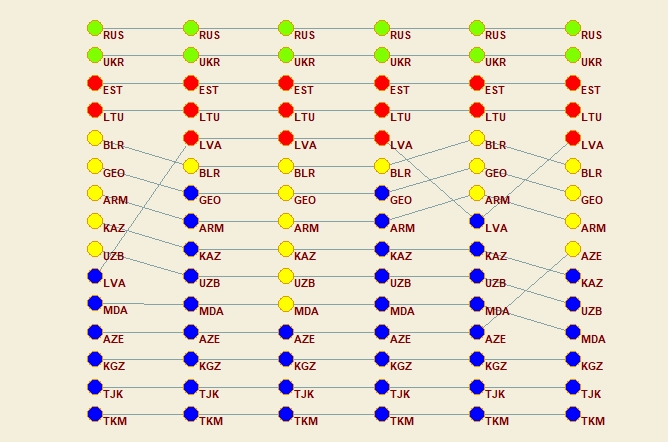 RUS RUS RUS RUS RUS RUS
UKR UKR UKR UKR UKR UKR
EST EST EST EST EST EST
LTU LTU LTU LTU LTU LTU
BLR LVA LVA LVA BLR LVA
GEO BLR BLR BLR GEO BLR
ARM GEO GEO GEO ARM GEO
KAZ ARM ARM ARM LVA ARM
UZB KAZ KAZ KAZ KAZ AZE
LVA UZB UZB UZB UZB KAZ
MDA MDA MDA MDA MDA UZB
AZE AZE AZE AZE AZE MDA
KGZ KGZ KGZ KGZ KGZ KGZ
TJK TJK TJK TJK TJK TJK
TKM TKM TKM TKM TKM TKM